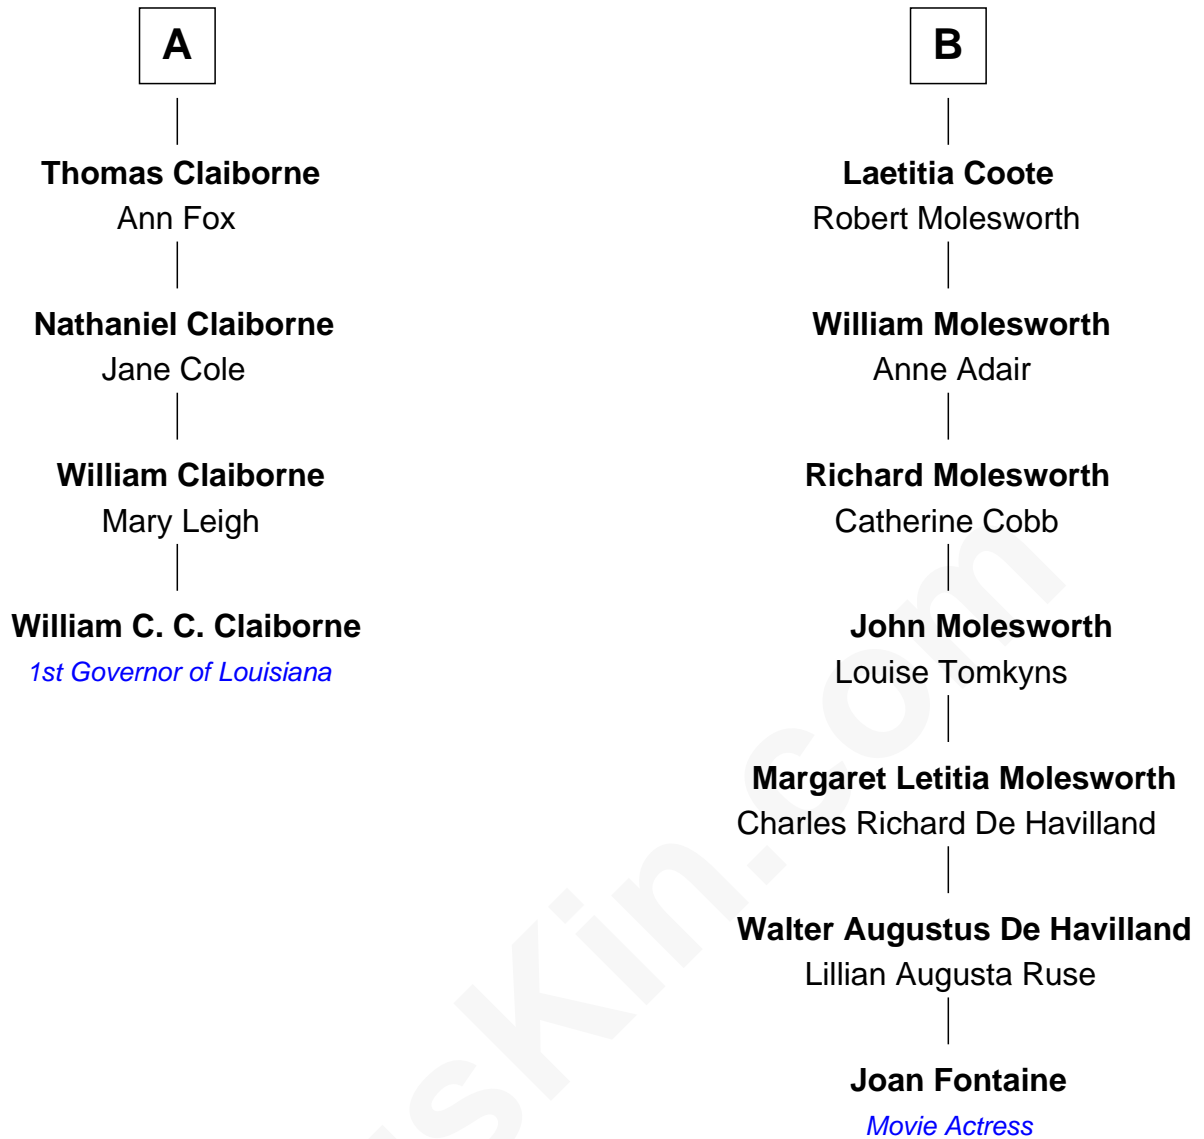 A
Thomas Claiborne
Ann Fox
Nathaniel Claiborne
Jane Cole
William Claiborne
Mary Leigh
William C. C. Claiborne
1st Governor of Louisiana
B
Laetitia Coote
Robert Molesworth
William Molesworth
Anne Adair
Richard Molesworth
Catherine Cobb
John Molesworth
Louise Tomkyns
Margaret Letitia Molesworth
Charles Richard De Havilland
Walter Augustus De Havilland
Lillian Augusta Ruse
Joan Fontaine
Movie Actress
sKin.com